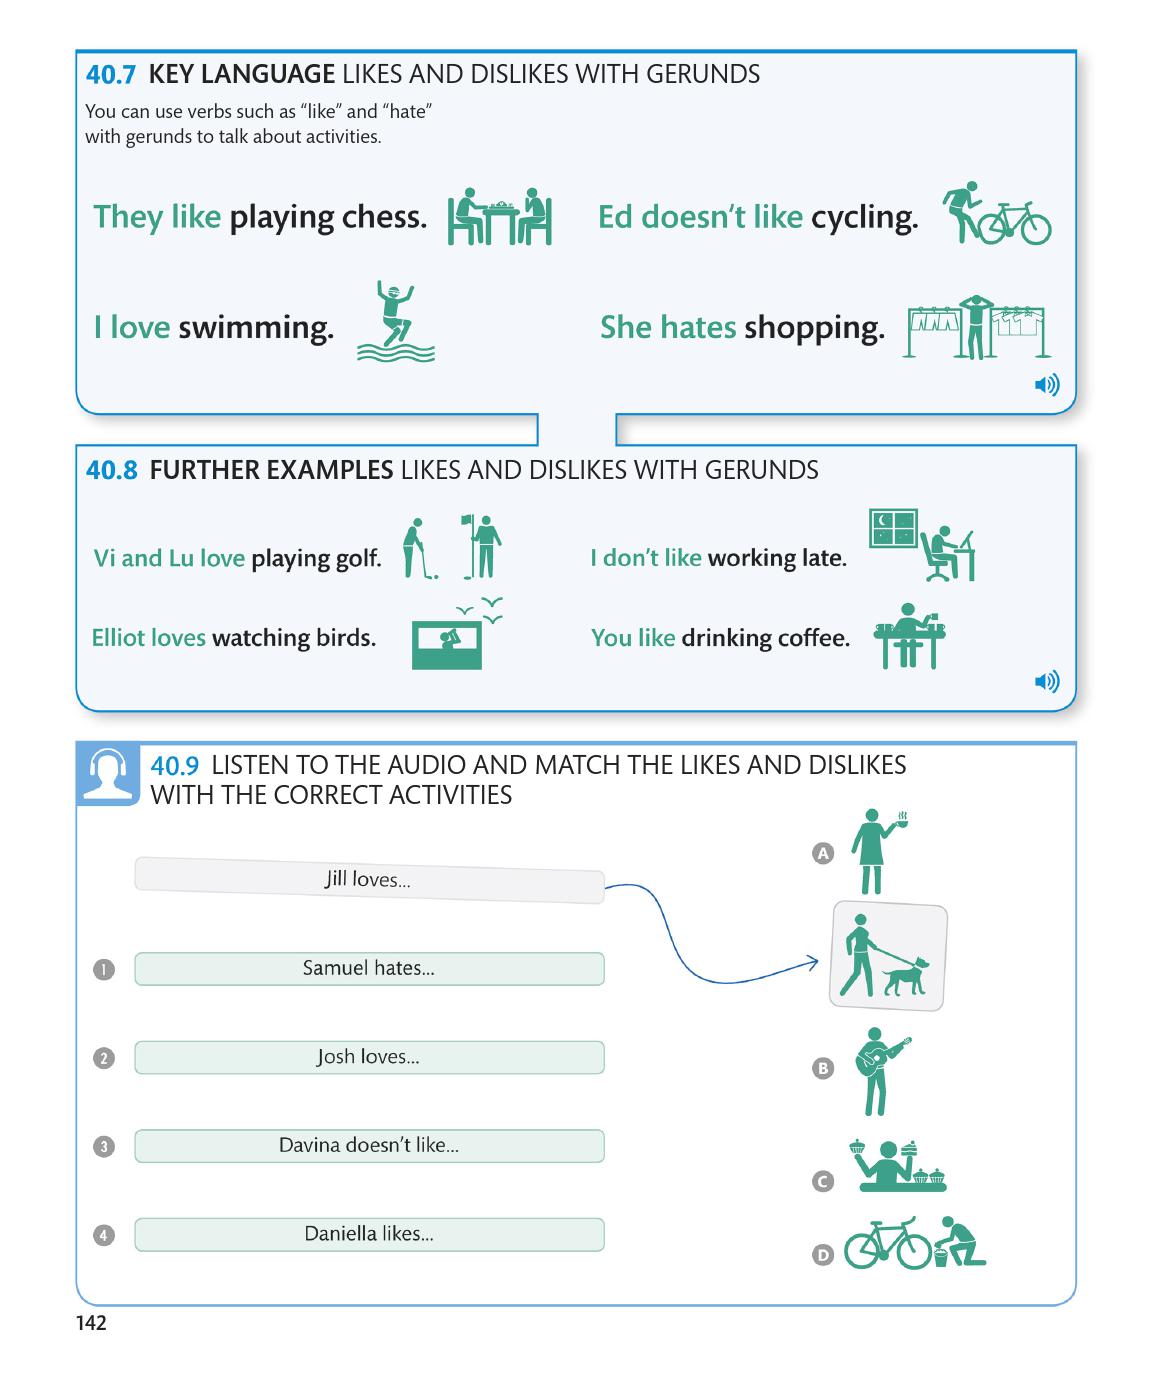 40.7 KEY LANGUAGE LIKES AND DISLIKES WITH GERUNDS
You can use verbs such as “like” and “hate”
with gerunds to talk about activities.
They like playing chess.
Ed doesn’t like cycling.
I love swimming.
She hates shopping.
40.8 FURTHER EXAMPLES LIKES AND DISLIKES WITH GERUNDS
Vi and Lu love playing golf.
I don’t like working late.
Elliot loves watching birds.
You like drinking coffee.
40.9 LISTEN TO THE AUDIO AND MATCH THE LIKES AND DISLIKES
WITH THE CORRECT ACTIVITIES
Jill loves...
A
1 Samuel hates...
2 Josh loves...
B
3 Davina doesn’t like...
C
4 Daniella likes...
D
142